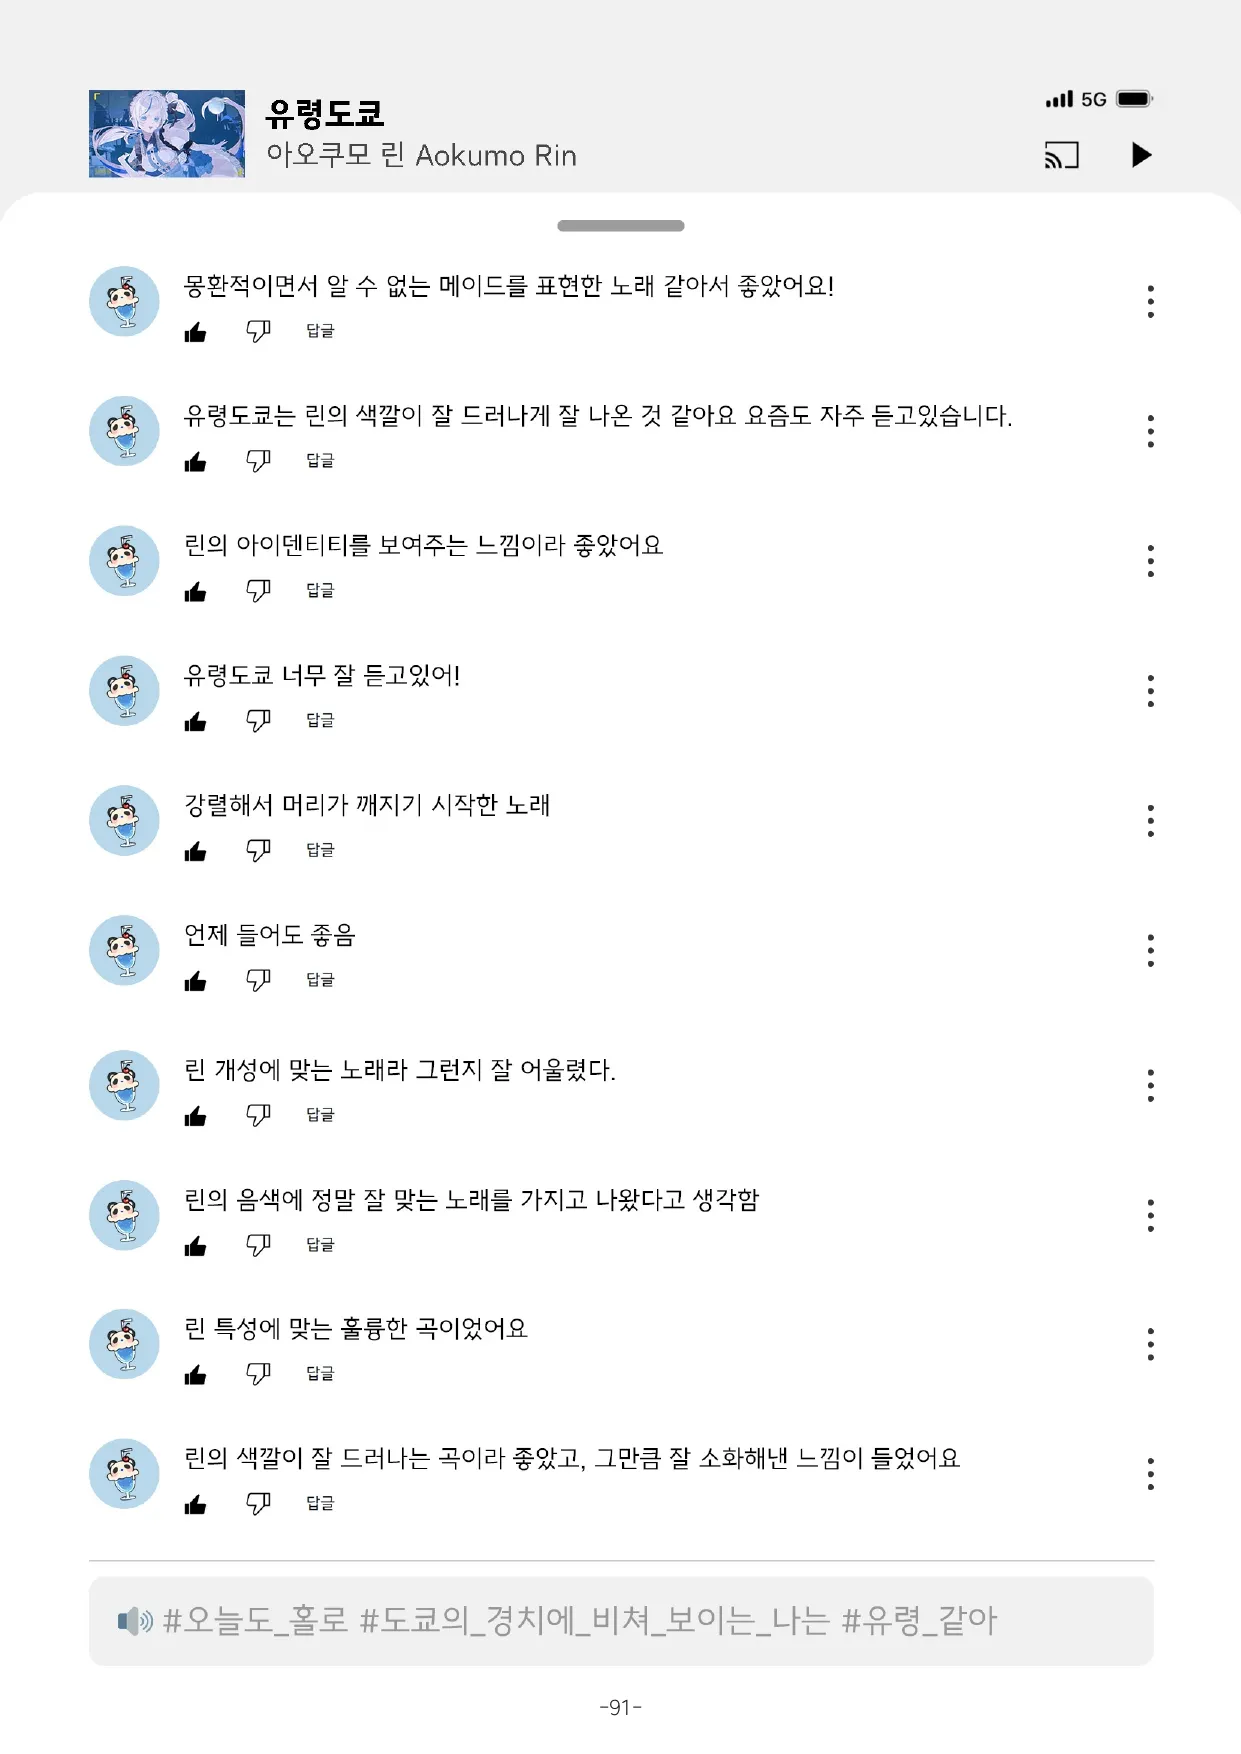 유령도쿄
5G
아오쿠모 린 Aokumo Rin
몽환적이면서 알 수 없는 메이드를 표현한 노래 같아서 좋았어요!
답글
유령도쿄는 린의 색깔이 잘 드러나게 잘 나온 것 같아요 요즘도 자주 듣고있습니다.
답글
린의 아이덴티티를 보여주는 느낌이라 좋았어요
답글
유령도쿄 너무 잘 듣고있어!
답글
강렬해서 머리가 깨지기 시작한 노래
답글
언제 들어도 좋음
답글
린 개성에 맞는 노래라 그런지 잘 어울렸다.
답글
린의 음색에 정말 잘 맞는 노래를 가지고 나왔다고 생각함
답글
린 특성에 맞는 훌륭한 곡이었어요
답글
린의 색깔이 잘 드러나는 곡이라 좋았고, 그만큼 잘 소화해낸 느낌이 들었어요
답글
#오늘도_홀로 #도쿄의_경치에_비쳐_보이는_나는 #유령_같아
-91-